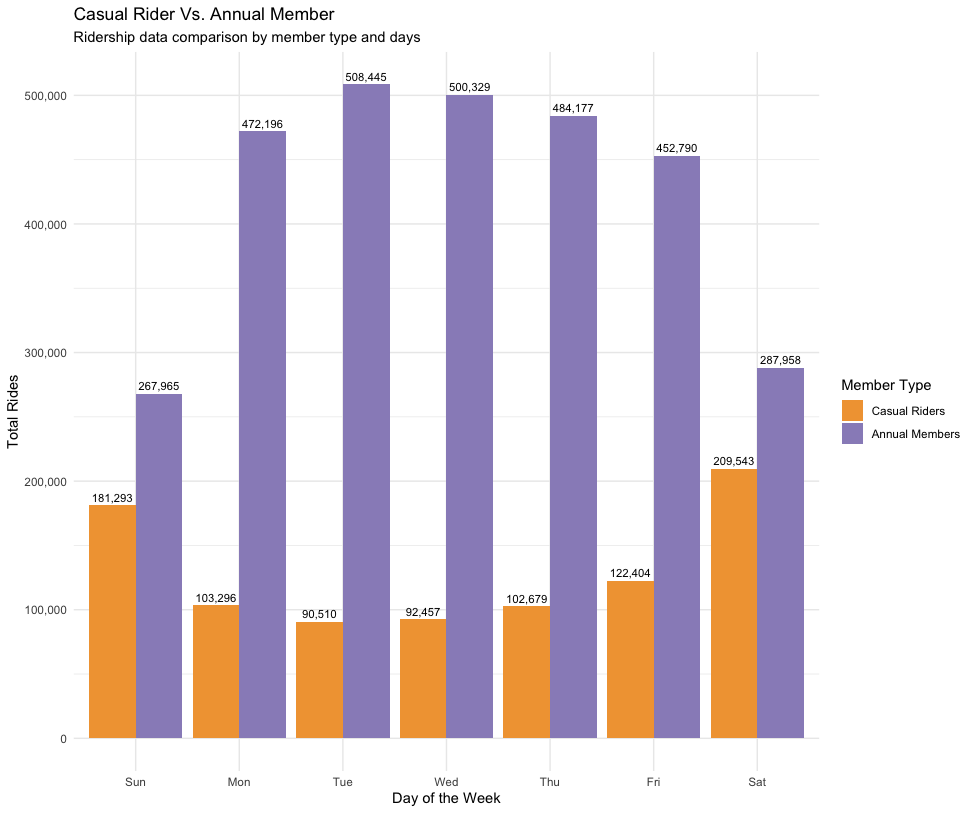 Casual Rider Vs. Annual Member
Ridership data comparison by member type and days
Total Rides
500,000
400,000
300,000
200,000
100,000
0
181,293
267,965
103,296
472,196
90,510
508,445
92,457
500,329
102,679
484,177
122,404
452,790
209,543
287,958
Sun
Mon
Tue
Wed
Thu
Fri
Sat
Day of the Week
Member Type
Casual Riders
Annual Members